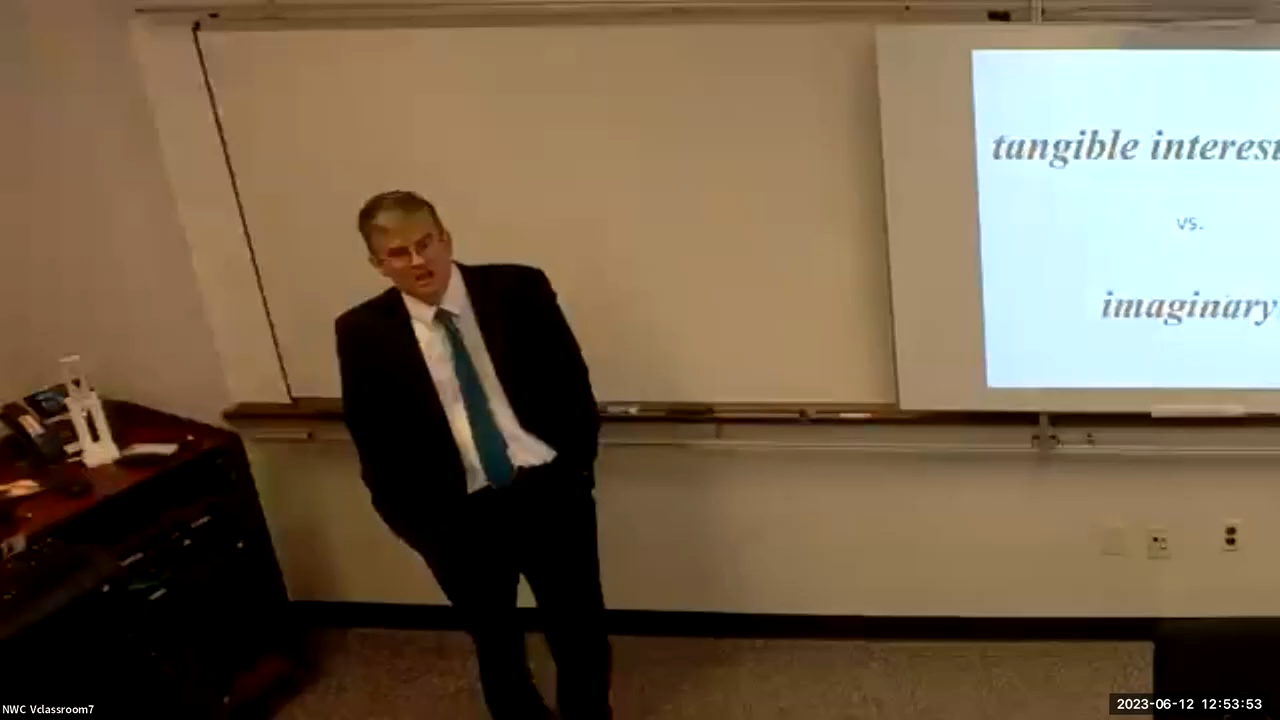 tangible interest
vs.
imaginary
NWC Vclassroom7
2023-06-12 12:53:53